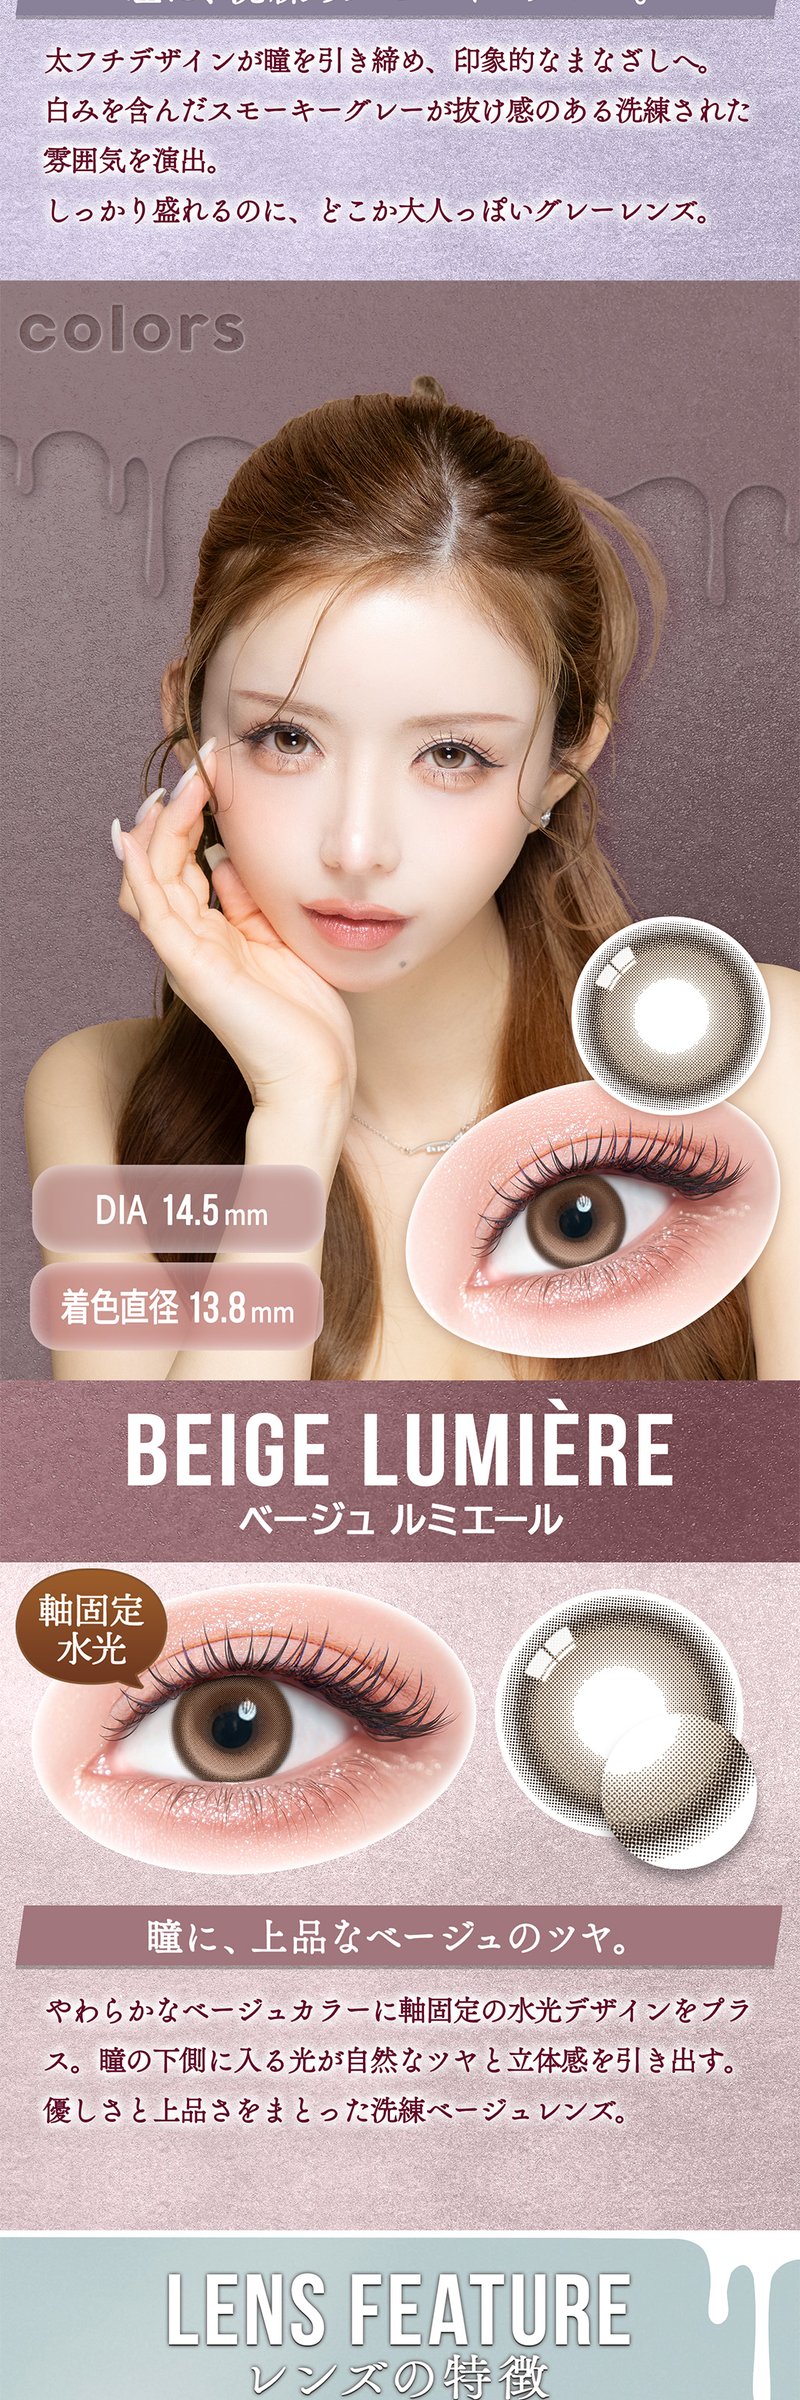 太フチデザインが瞳を引き締め、印象的なまなざしへ。
白みを含んだスモーキーグレーが抜け感のある洗練された
雰囲気を演出。
しっかり盛れるのに、どこか大人っぽいグレーレンズ。
colors
DIA 14.5mm
着色直径 13.8mm
BEIGE LUMIÈRE
ベージュ ルミエール
軸固定
水光
瞳に、上品なベージュのツヤ。
やわらかなベージュカラーに軸固定の水光デザインをプラ
ス。瞳の下側に入る光が自然なツヤと立体感を引き出す。
優しさと上品さをまとった洗練ベージュレンズ。
LENS FEATURE
レンズの特徴